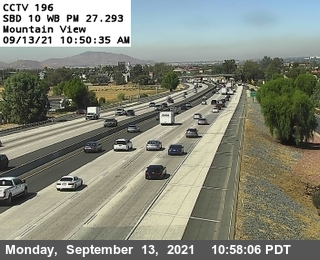 CCTV 196
SBD 10 WB PM 27.293
Mountain View
09/13/21 10:50:35 AM
Monday, September 13, 2021 10:58:06 PDT